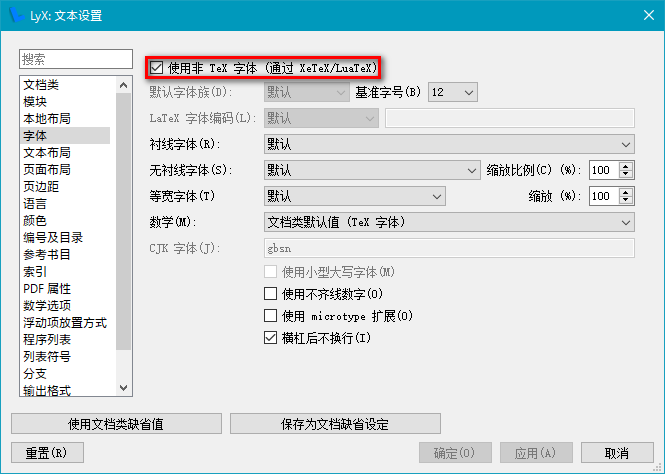 LyX: 文本设置
搜索
文档类
模块
本地布局
字体
文本布局
页面布局
页边距
语言
颜色
编号及目录
参考书目
索引
PDF 属性
数学选项
浮动项放置方式
程序列表
列表符号
分支
输出格式
使用非 TeX 字体 (通过 XeTeX/LuaTeX)
默认字体族(D): 默认 基准字号(B) 12
LaTeX 字体编码(L): 默认
衬线字体(R): 默认
无衬线字体(S): 默认 缩放比例(C) (%): 100
等宽字体(T) 默认 缩放 (%): 100
数学(M): 文档类默认值 (TeX 字体)
CJK 字体(J): gbsn
使用小型大写字体(M)
使用不齐线数字(O)
使用 microtype 扩展(O)
横杠后不换行(I)
使用文档类缺省值 保存为文档缺省设定
重置(R) 确定(O) 应用(A) 取消